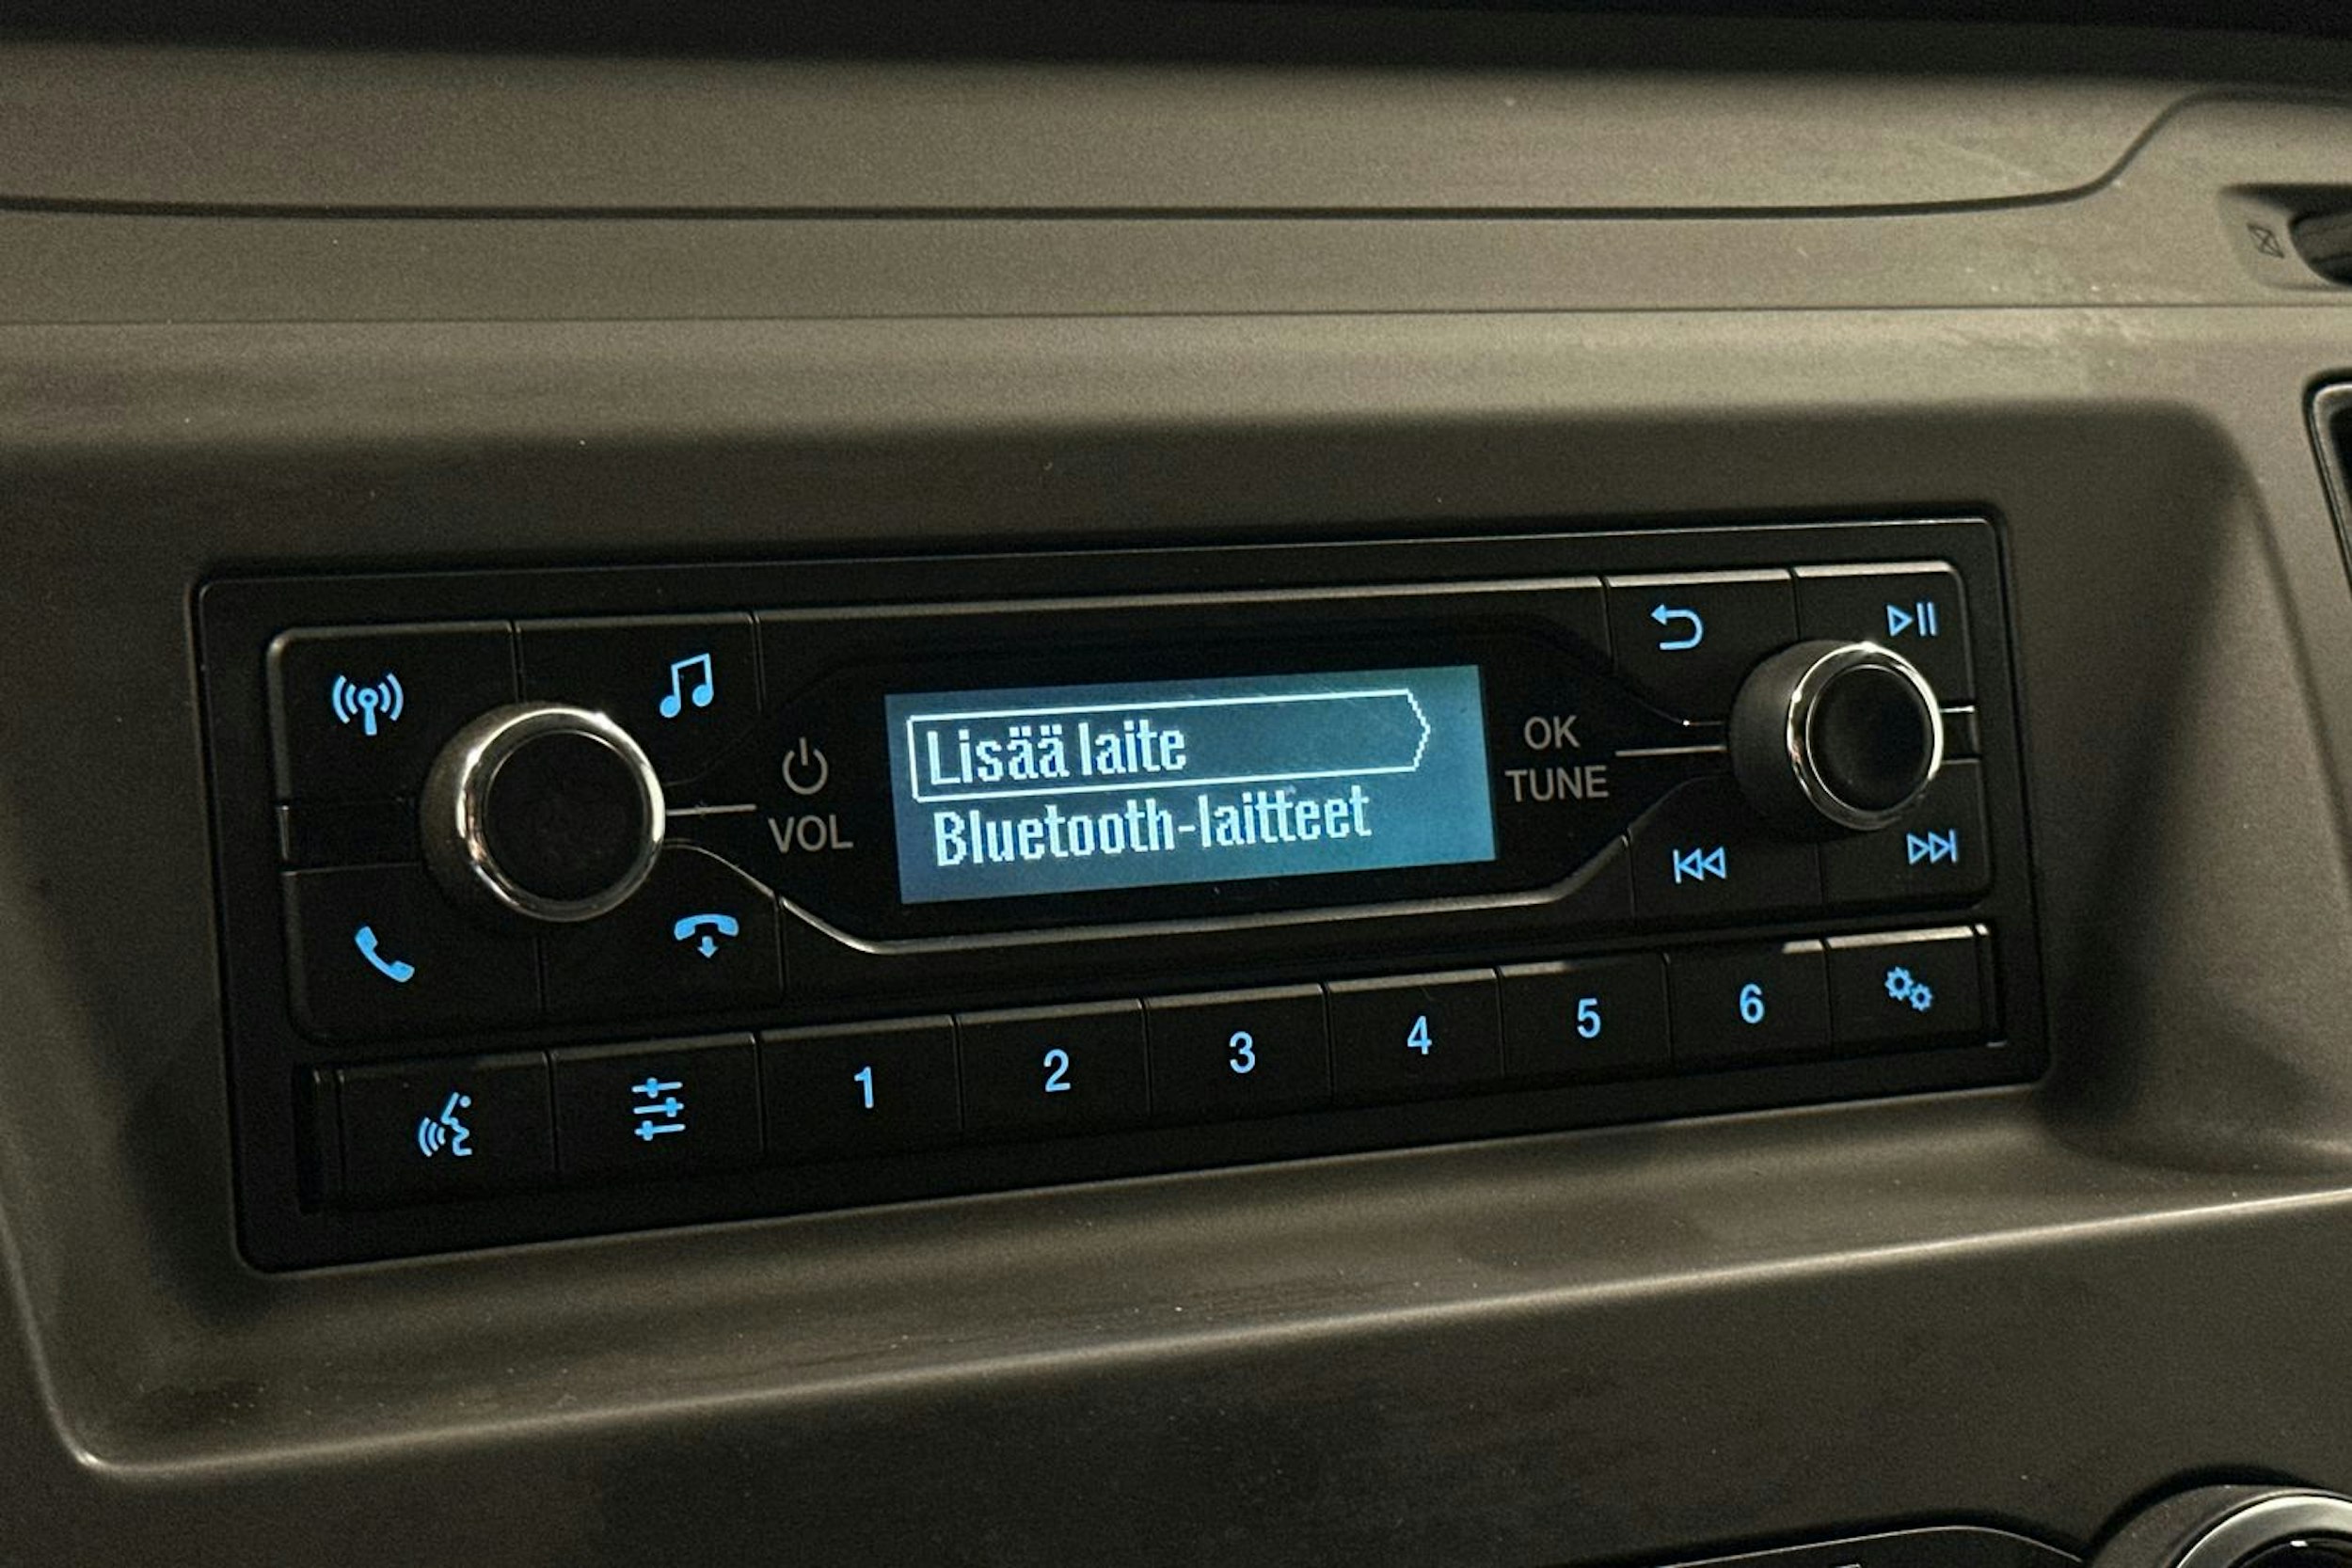 Lisää laite
Bluetooth-laitteet
VOL
OK
TUNE
1 2 3 4 5 6